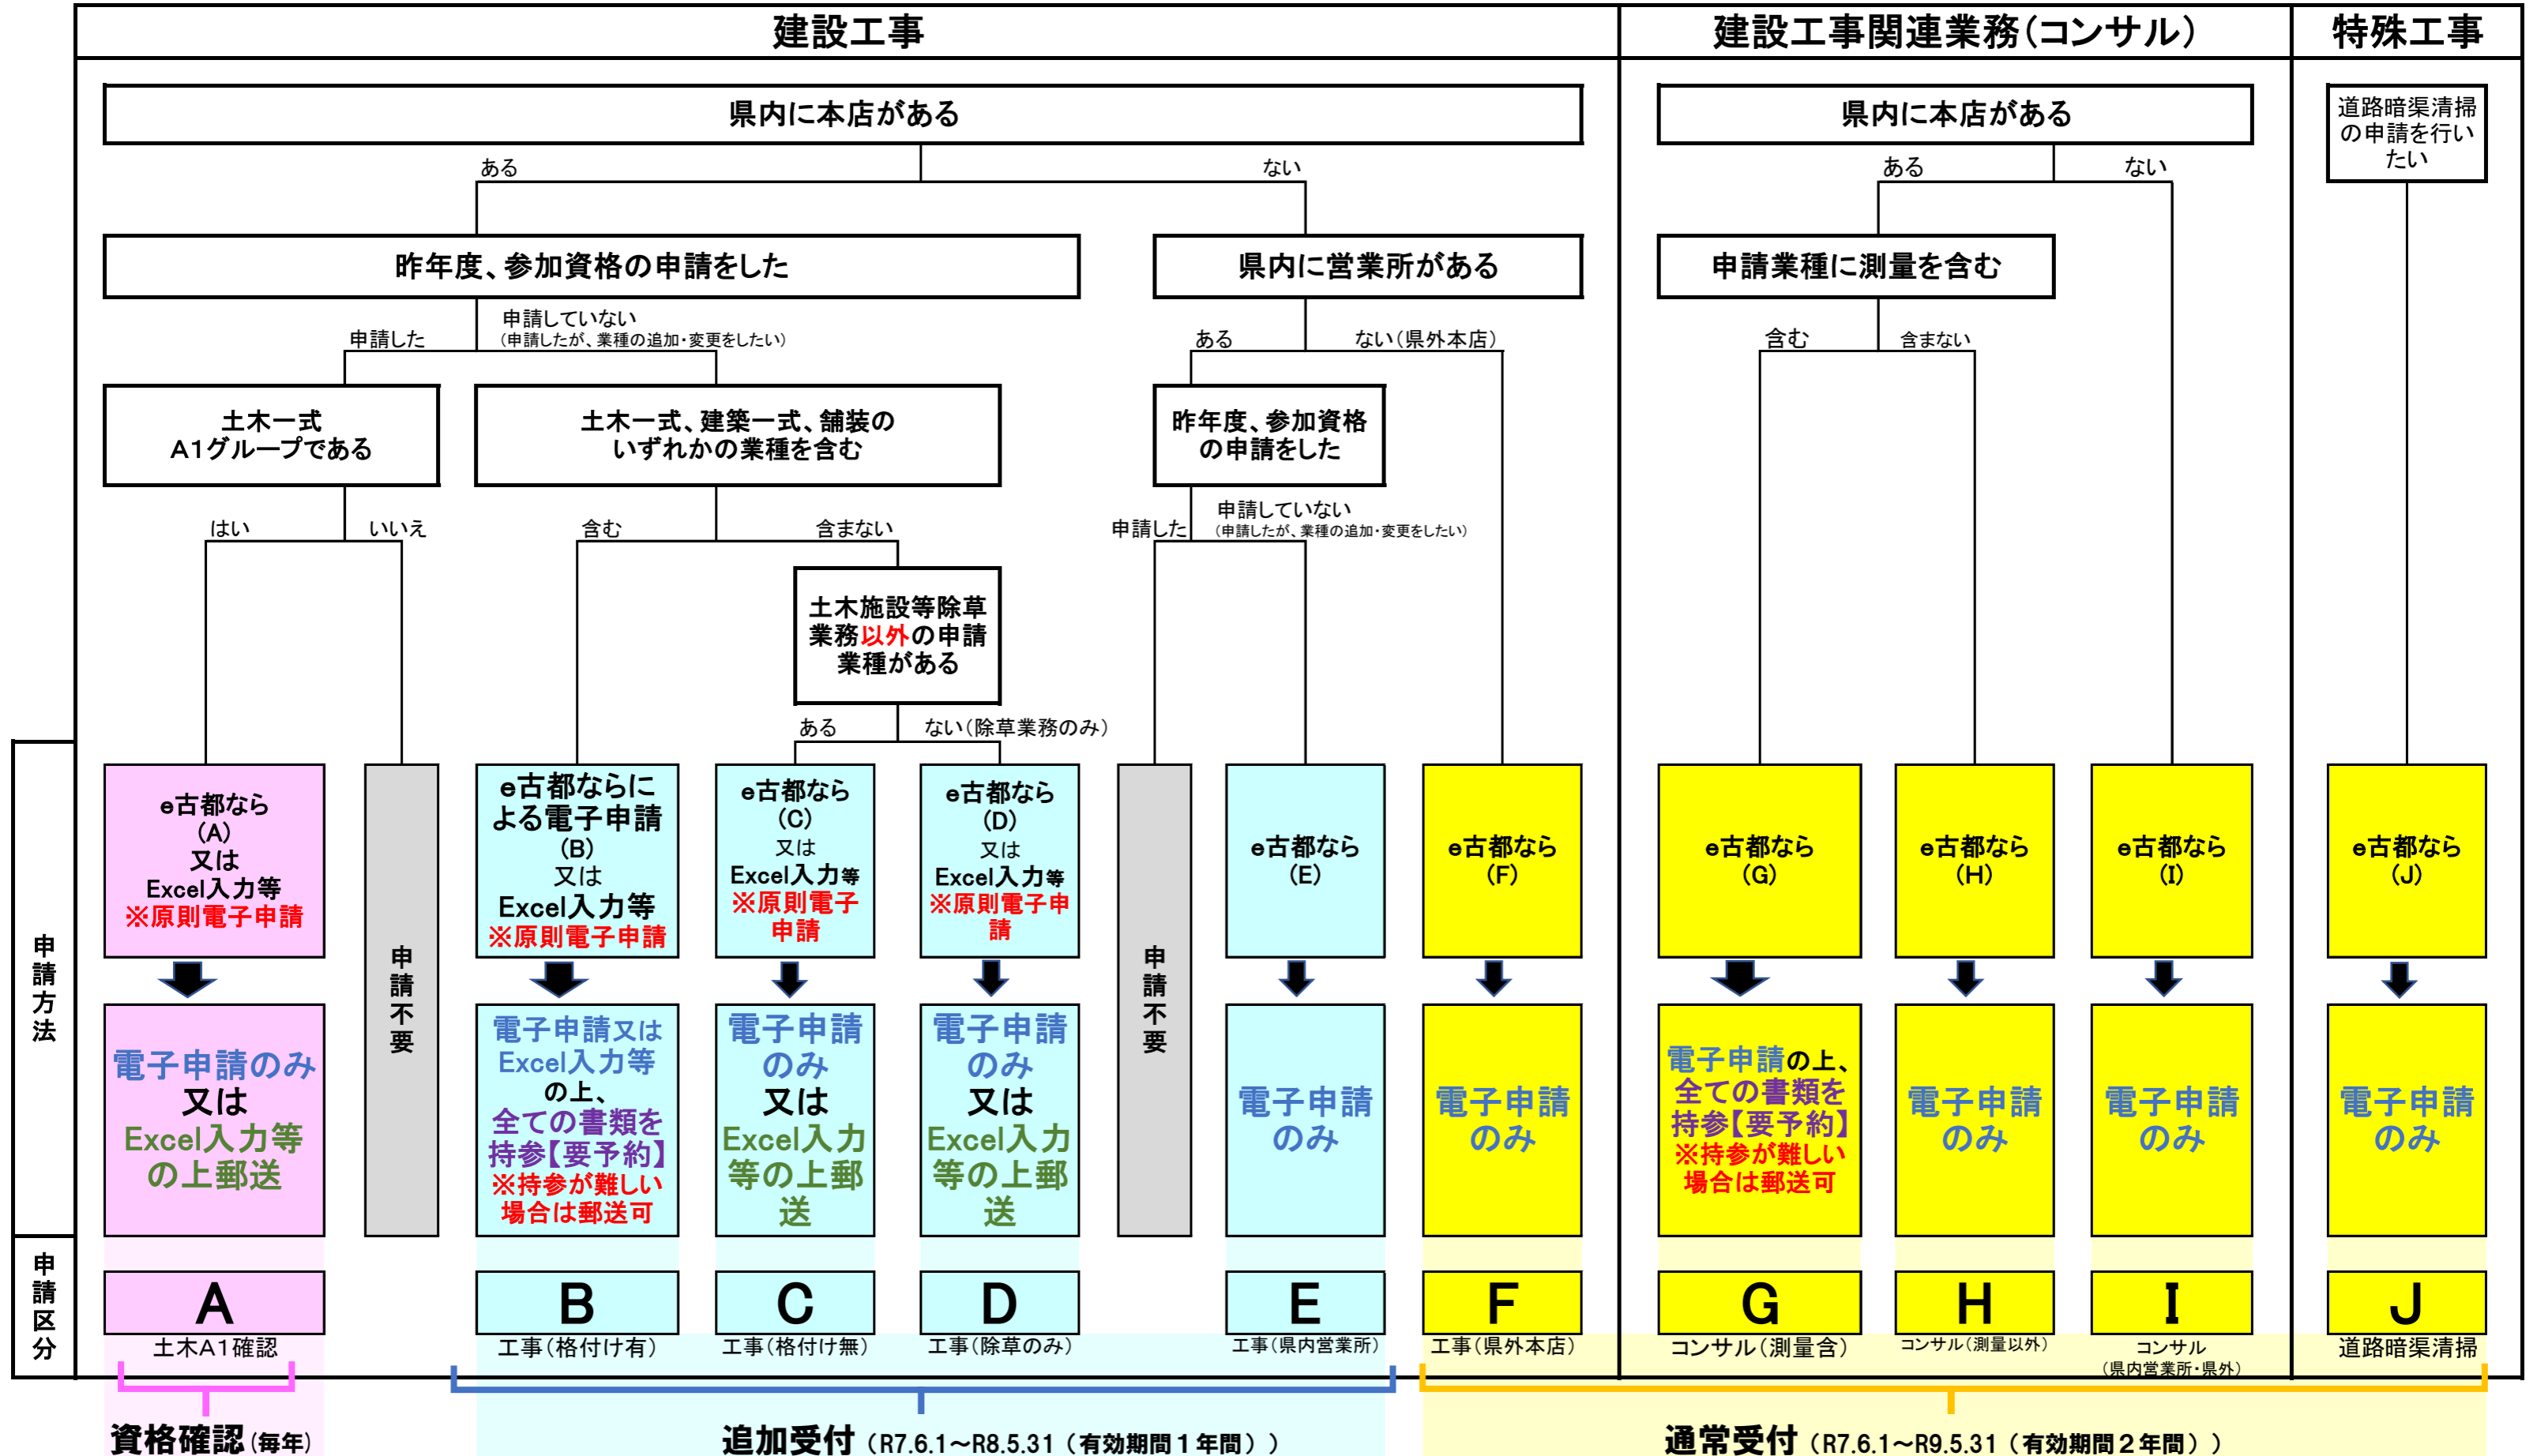 建設工事
建設工事関連業務(コンサル)
特殊工事
県内に本店がある
ある
ない
昨年度、参加資格の申請をした
申請した
申請していない
(申請したが、業種の追加・変更をしたい)
土木一式
A1グループである
はい
いいえ
土木一式、建築一式、舗装の
いずれかの業種を含む
含む
含まない
土木施設等除草
業務以外の申請
業種がある
ある
ない(除草業務のみ)
県内に営業所がある
ある
ない(県外本店)
昨年度、参加資格
の申請をした
申請した
申請していない
(申請したが、業種の追加・変更をしたい)
県内に本店がある
ある
ない
申請業種に測量を含む
含む
含まない
道路暗渠清掃
の申請を行い
たい
申請方法
e古都なら
(A)
又は
Excel入力等
※原則電子申請
電子申請のみ
又は
Excel入力等
の上郵送
申請不要
e古都ならに
よる電子申請
(B)
又は
Excel入力等
※原則電子申請
電子申請又は
Excel入力等
の上、
全ての書類を
持参【要予約】
※持参が難しい
場合は郵送可
e古都なら
(C)
又は
Excel入力等
※原則電子
申請
電子申請
のみ
又は
Excel入力
等の上郵
送
e古都なら
(D)
又は
Excel入力等
※原則電子申
請
電子申請
のみ
又は
Excel入力
等の上郵
送
申請不要
e古都なら
(E)
電子申請
のみ
e古都なら
(F)
電子申請
のみ
e古都なら
(G)
電子申請の上、
全ての書類を
持参【要予約】
※持参が難しい
場合は郵送可
e古都なら
(H)
電子申請
のみ
e古都なら
(I)
電子申請
のみ
e古都なら
(J)
電子申請
のみ
申請区分
A
土木A1確認
B
工事(格付け有)
C
工事(格付け無)
D
工事(除草のみ)
E
工事(県内営業所)
F
工事(県外本店)
G
コンサル(測量含)
H
コンサル(測量以外)
I
コンサル
(県内営業所・県外)
J
道路暗渠清掃
資格確認(毎年)
追加受付(R7.6.1~R8.5.31(有効期間1年間))
通常受付(R7.6.1~R9.5.31(有効期間2年間))